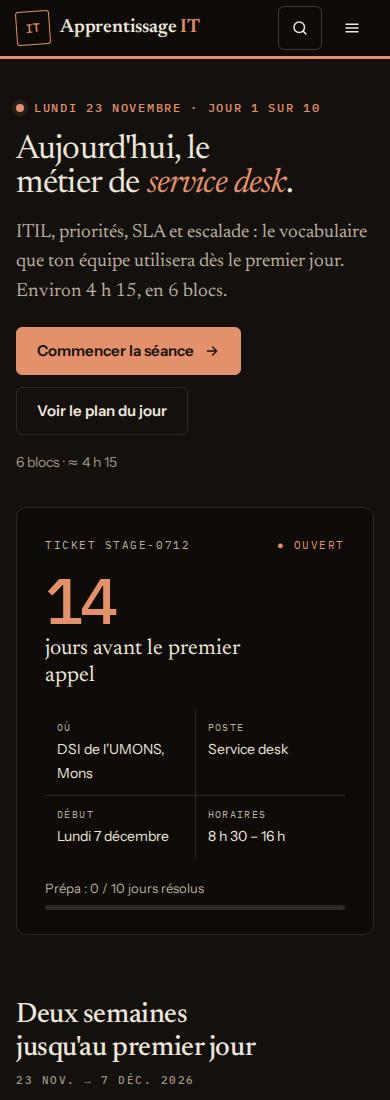 IT Apprentissage IT
LUNDI 23 NOVEMBRE · JOUR 1 SUR 10
Aujourd'hui, le
métier de service desk.
ITIL, priorités, SLA et escalade : le vocabulaire
que ton équipe utilisera dès le premier jour.
Environ 4 h 15, en 6 blocs.
Commencer la séance →
Voir le plan du jour
6 blocs · ≈ 4 h 15
TICKET STAGE-0712 ● OUVERT
14
jours avant le premier
appel
OÙ
DSI de l'UMONS,
Mons
POSTE
Service desk
DÉBUT
Lundi 7 décembre
HORAIRES
8 h 30 – 16 h
Prépa : 0 / 10 jours résolus
Deux semaines
jusqu'au premier jour
23 NOV. → 7 DÉC. 2026